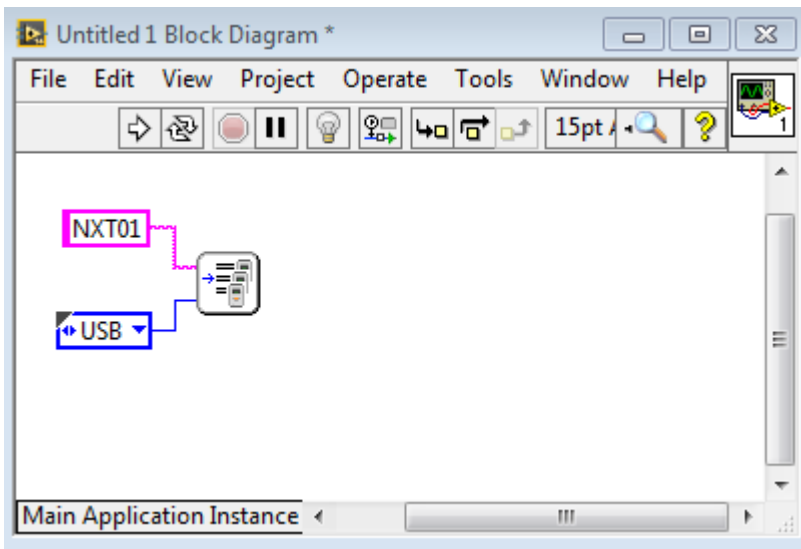 Untitled 1 Block Diagram *
File Edit View Project Operate Tools Window Help
15pt
1
NXT01
USB
Main Application Instance